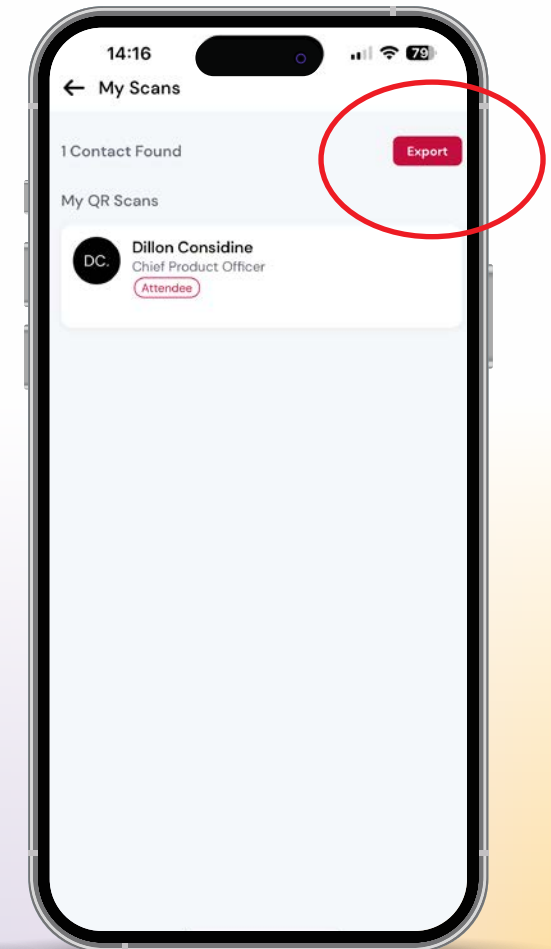 14:16 79
My Scans
1 Contact Found Export
My QR Scans
DC. Dillon Considine
Chief Product Officer
Attendee